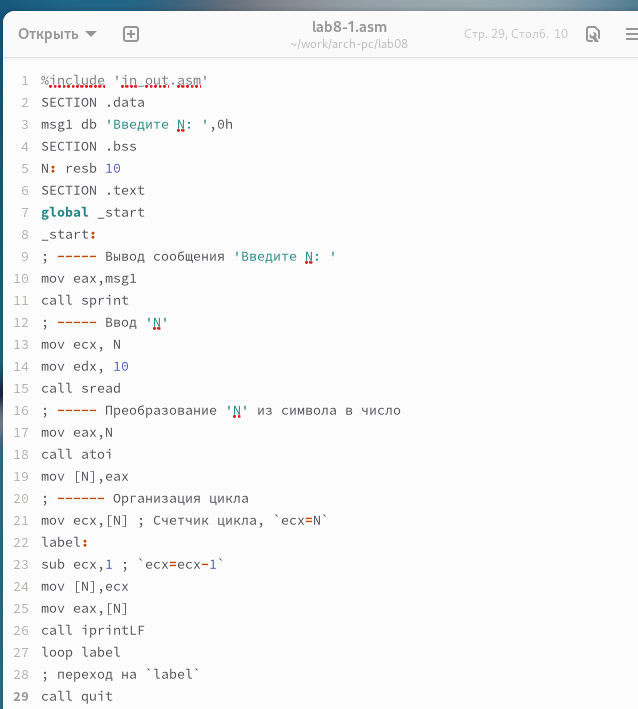 Открыть
lab8-1.asm
~/work/arch-pc/lab08
Стр. 29, Столб. 10
1 %include 'in_out.asm'
2 SECTION .data
3 msg1 db 'Введите N: ',0h
4 SECTION .bss
5 N: resb 10
6 SECTION .text
7 global _start
8 _start:
9 ; ----- Вывод сообщения 'Введите N: '
10 mov eax,msg1
11 call sprint
12 ; ----- Ввод 'N'
13 mov ecx, N
14 mov edx, 10
15 call sread
16 ; ----- Преобразование 'N' из символа в число
17 mov eax,N
18 call atoi
19 mov [N],eax
20 ; ------ Организация цикла
21 mov ecx,[N] ; Счетчик цикла, `ecx=N`
22 label:
23 sub ecx,1 ; `ecx=ecx-1`
24 mov [N],ecx
25 mov eax,[N]
26 call iprintLF
27 loop label
28 ; переход на `label`
29 call quit